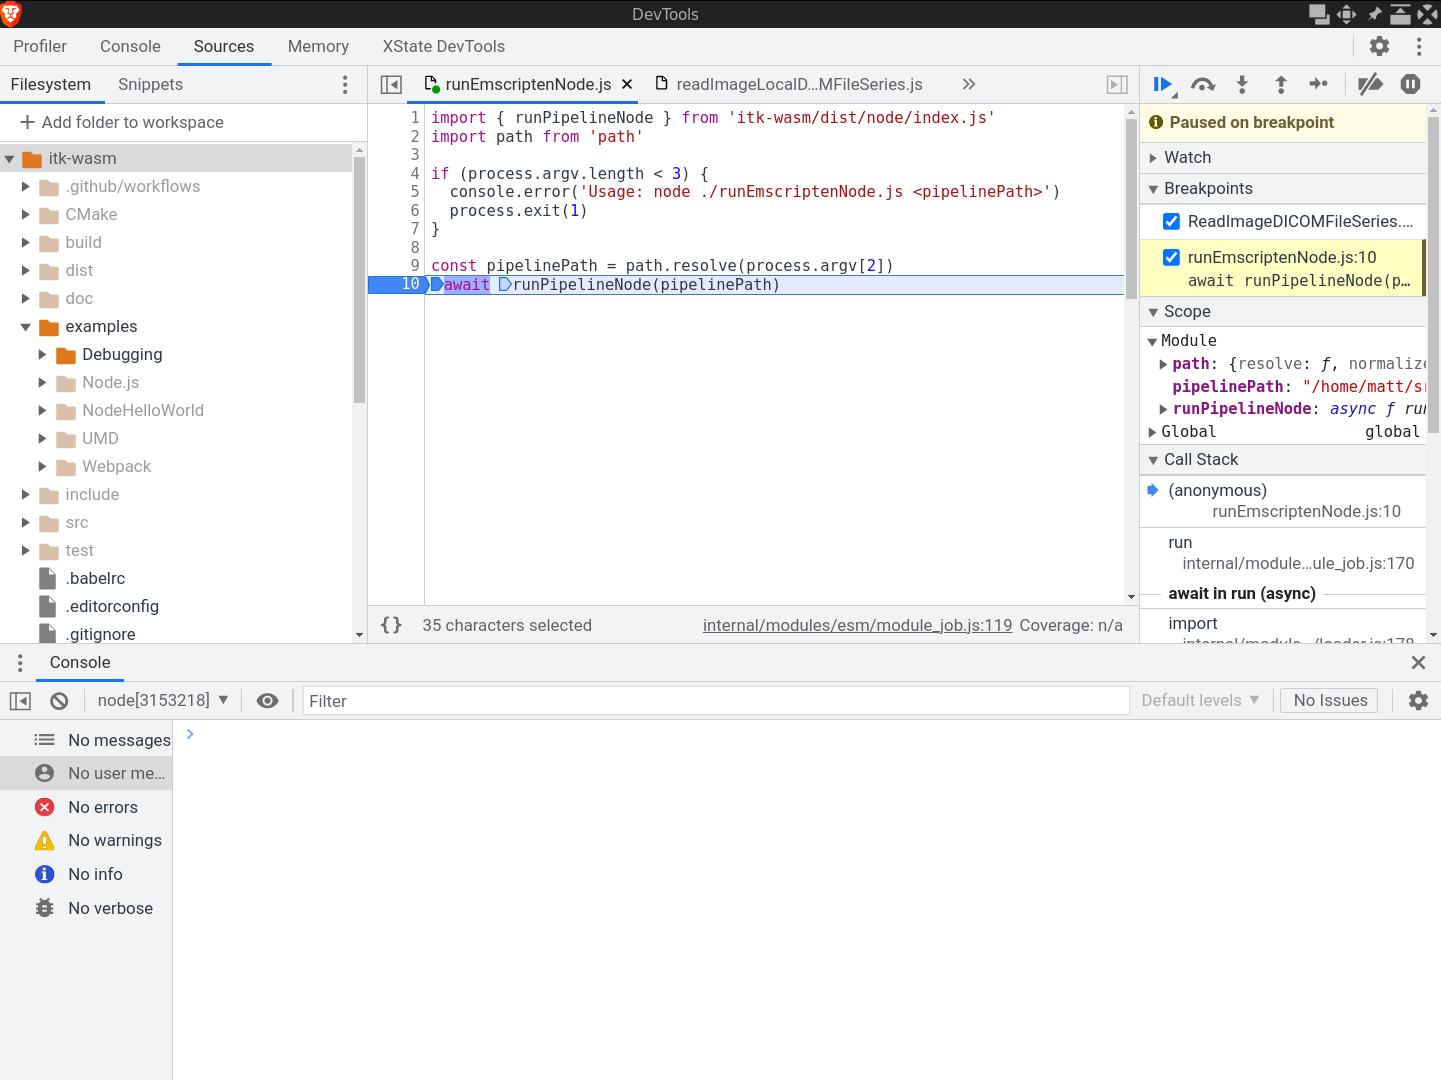 DevTools
Profiler Console Sources Memory XState DevTools
Filesystem Snippets
runEmscriptenNode.js readImageLocalD...MFileSeries.js
Add folder to workspace
itk-wasm
.github/workflows
CMake
build
dist
doc
examples
Debugging
Node.js
NodeHelloWorld
UMD
Webpack
include
src
test
.babelrc
.editorconfig
.gitignore
1 import { runPipelineNode } from 'itk-wasm/dist/node/index.js'
2 import path from 'path'
3
4 if (process.argv.length < 3) {
5 console.error('Usage: node ./runEmscriptenNode.js <pipelinePath>')
6 process.exit(1)
7 }
8
9 const pipelinePath = path.resolve(process.argv[2])
10 await runPipelineNode(pipelinePath)
{} 35 characters selected internal/modules/esm/module_job.js:119 Coverage: n/a
Paused on breakpoint
Watch
Breakpoints
ReadImageDICOMFileSeries....
runEmscriptenNode.js:10
await runPipelineNode(p...
Scope
Module
path: {resolve: ƒ, normalize
pipelinePath: "/home/matt/sr
runPipelineNode: async ƒ run
Global global
Call Stack
(anonymous)
runEmscriptenNode.js:10
run
internal/module...ule_job.js:170
await in run (async)
import
Console
node[3153218] Filter Default levels No Issues
No messages
No user me...
No errors
No warnings
No info
No verbose